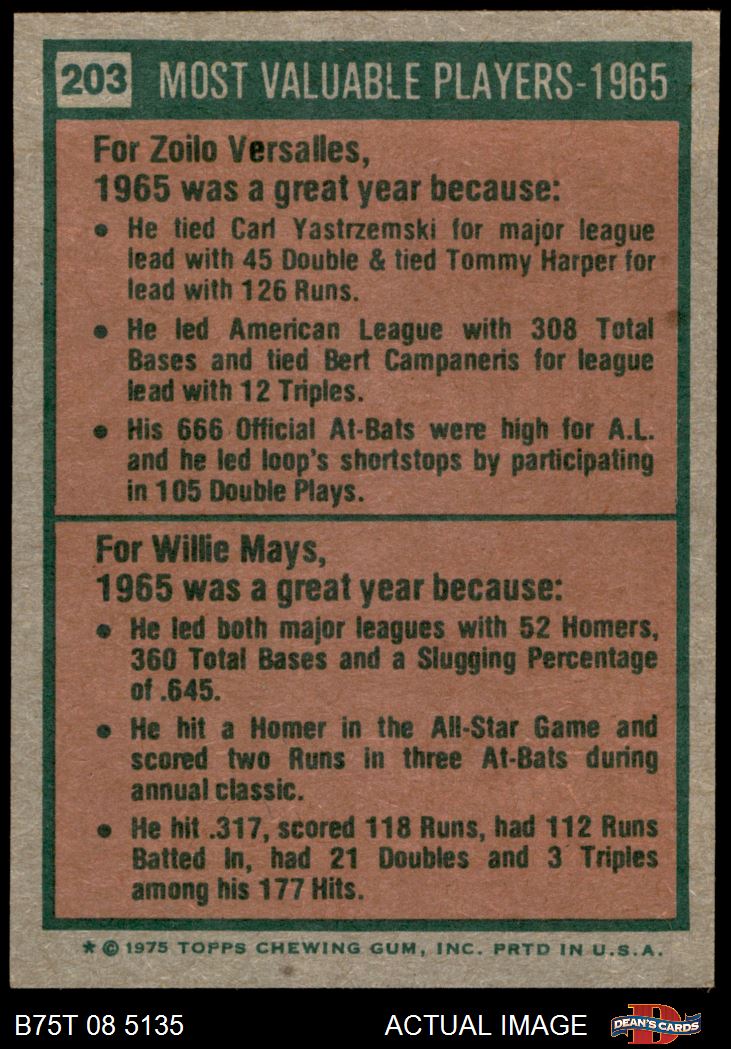 203 MOST VALUABLE PLAYERS-1965
For Zoilo Versalles,
1965 was a great year because:
• He tied Carl Yastrzemski for major league
lead with 45 Double & tied Tommy Harper for
lead with 126 Runs.
• He led American League with 308 Total
Bases and tied Bert Campaneris for league
lead with 12 Triples.
• His 666 Official At-Bats were high for A.L.
and he led loop's shortstops by participating
in 105 Double Plays.
For Willie Mays,
1965 was a great year because:
• He led both major leagues with 52 Homers,
360 Total Bases and a Slugging Percentage
of .645.
• He hit a Homer in the All-Star Game and
scored two Runs in three At-Bats during
annual classic.
• He hit .317, scored 118 Runs, had 112 Runs
Batted In, had 21 Doubles and 3 Triples
among his 177 Hits.
* © 1975 TOPPS CHEWING GUM, INC. PRTD IN U.S.A.
B75T 08 5135 ACTUAL IMAGE DEAN'S CARDS